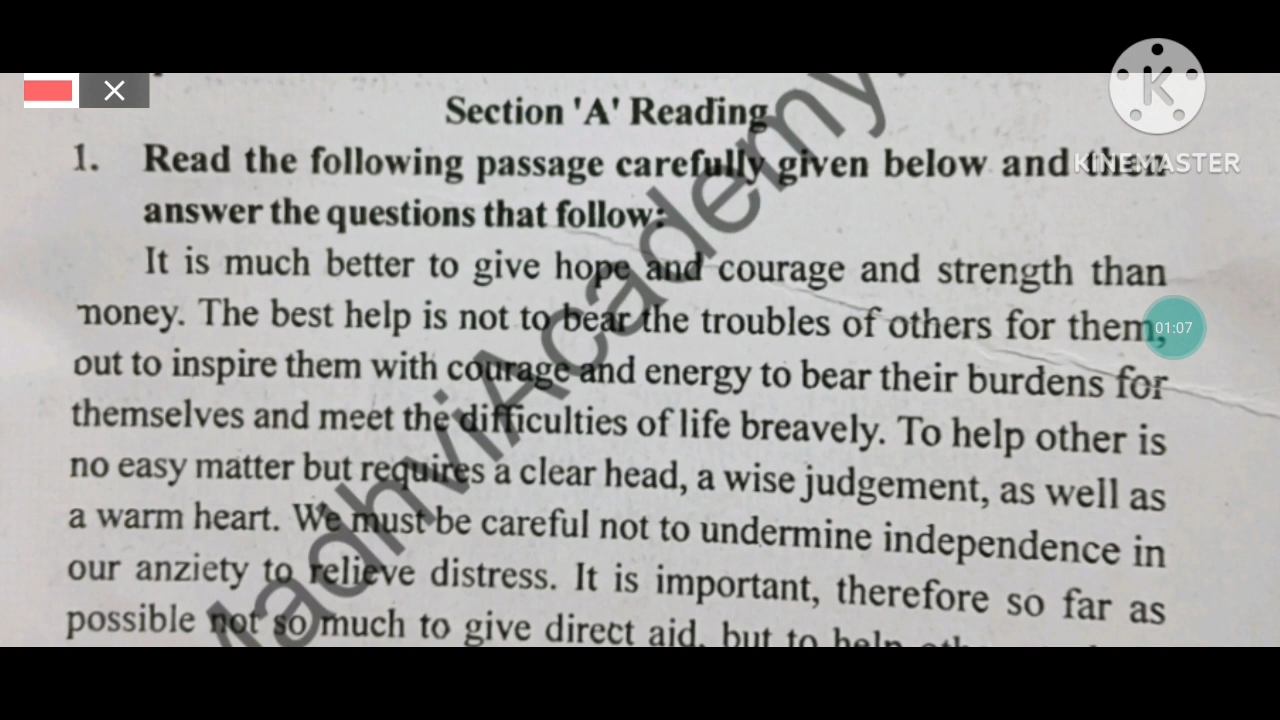 Section 'A' Reading
1. Read the following passage carefully given below and then
answer the questions that follow:
It is much better to give hope and courage and strength than
money. The best help is not to bear the troubles of others for them,
out to inspire them with courage and energy to bear their burdens for
themselves and meet the difficulties of life breavely. To help other is
no easy matter but requires a clear head, a wise judgement, as well as
a warm heart. We must be careful not to undermine independence in
our anziety to relieve distress. It is important, therefore so far as
possible not so much to give direct aid, but to help
MadhviAcademy
KINEMASTER
01:07